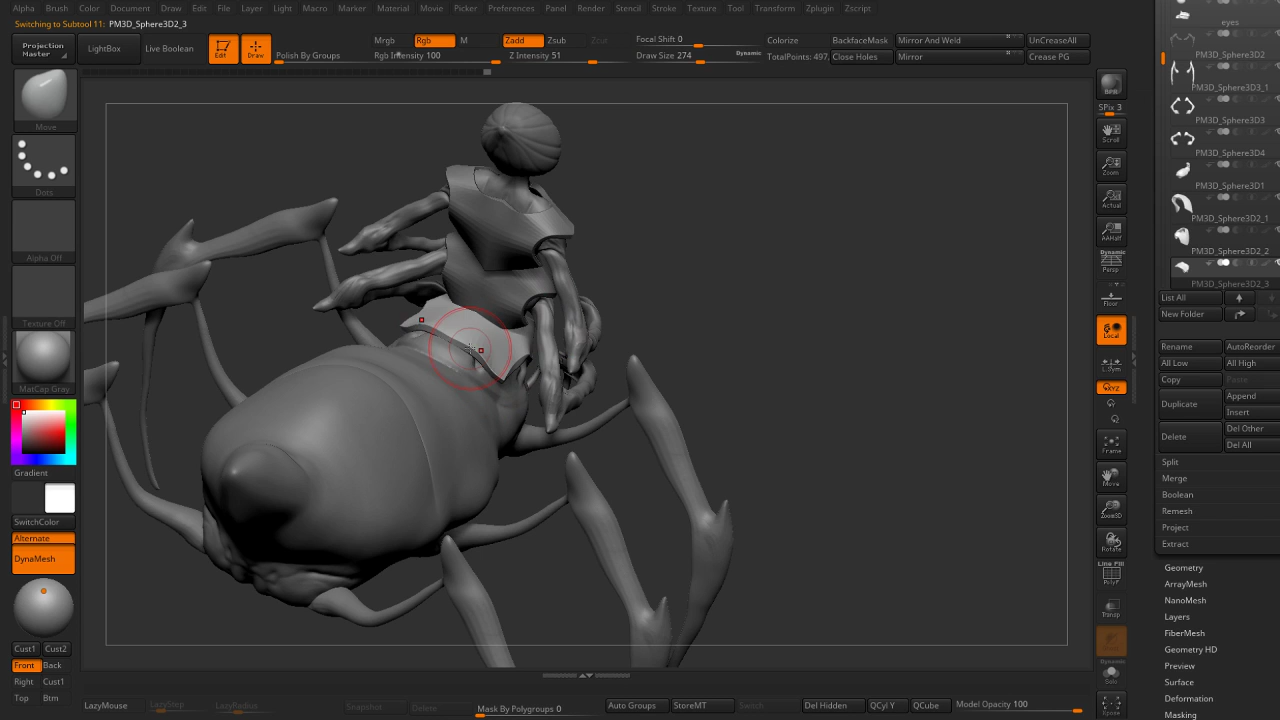 Alpha Brush Color Document Draw Edit File Layer Light Macro Marker Material Movie Picker Preferences Panel Render Stencil Stroke Texture Tool Transform Zplugin Zscript
Switching to Subtool 11: PM3D_Sphere3D2_3
Projection Master
LightBox
Live Boolean
Edit
Draw
Polish By Groups
Mrgb
Rgb
M
Rgb Intensity 100
Zadd
Zsub
Zcut
Z Intensity 51
Focal Shift 0
Draw Size 274
Dynamic
Colorize
TotalPoints: 497,
BackfaceMask
Close Holes
Mirror And Weld
Mirror
UnCreaseAll
Crease PG
Move
Dots
Alpha Off
Texture Off
MatCap Gray
Gradient
SwitchColor
Alternate
DynaMesh
Cust1 Cust2
Front Back
Right Cust1
Top Btm
BPR
SPix 3
Scroll
Zoom
Actual
AAHalf
Dynamic
Persp
Floor
Local
L.Sym
XYZ
Frame
Move
Zoom3D
Rotate
Line Fill
PolyF
Transp
Dynamic
Solo
Xpose
eyes
PM3D_Sphere3D2
PM3D_Sphere3D3_1
PM3D_Sphere3D3
PM3D_Sphere3D4
PM3D_Sphere3D1
PM3D_Sphere3D2_1
PM3D_Sphere3D2_2
PM3D_Sphere3D2_3
List All
New Folder
Rename AutoReorder
All Low All High
Copy Paste
Duplicate
Append
Insert
Delete
Del Other
Del All
Split
Merge
Boolean
Remesh
Project
Extract
Geometry
ArrayMesh
NanoMesh
Layers
FiberMesh
Geometry HD
Preview
Surface
Deformation
Masking
LazyMouse
LazyStep
LazyRadius
Snapshot
Delete
Mask By Polygroups 0
Auto Groups
StoreMT
Switch
Del Hidden
QCyl Y
QCube
Model Opacity 100